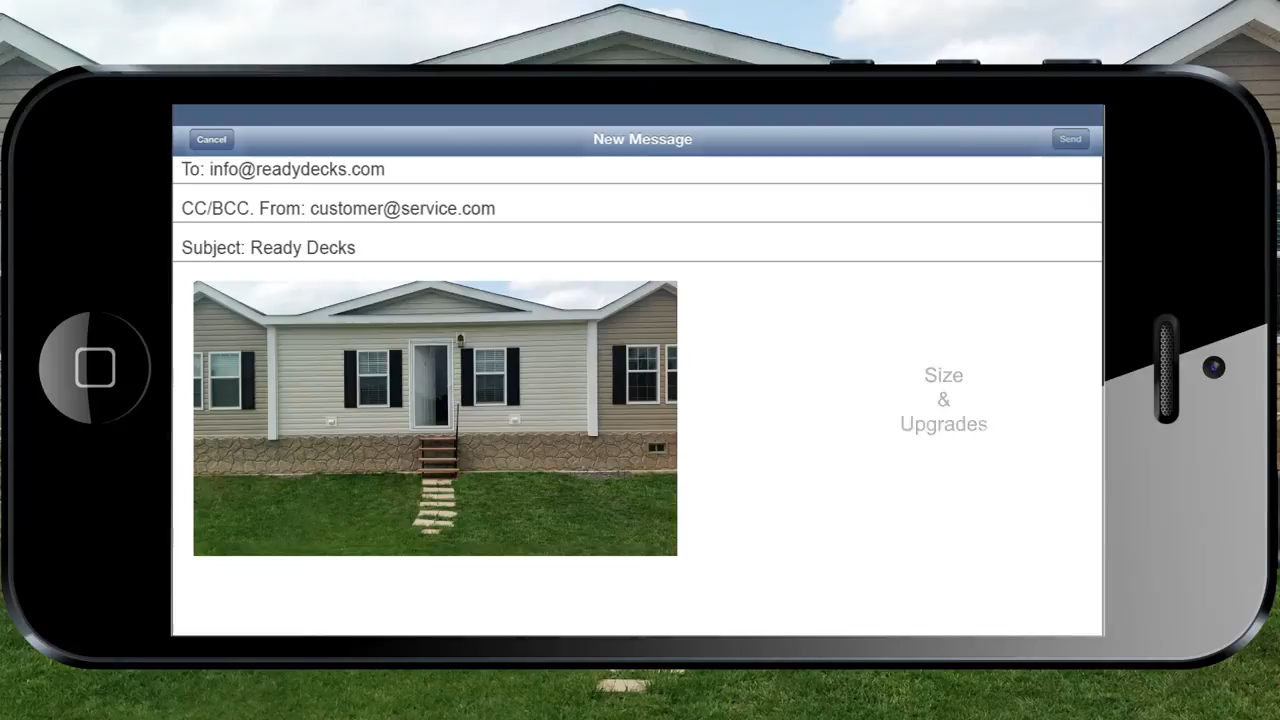 Cancel
New Message
Send
To: info@readydecks.com
CC/BCC. From: customer@service.com
Subject: Ready Decks
Size
&
Upgrades